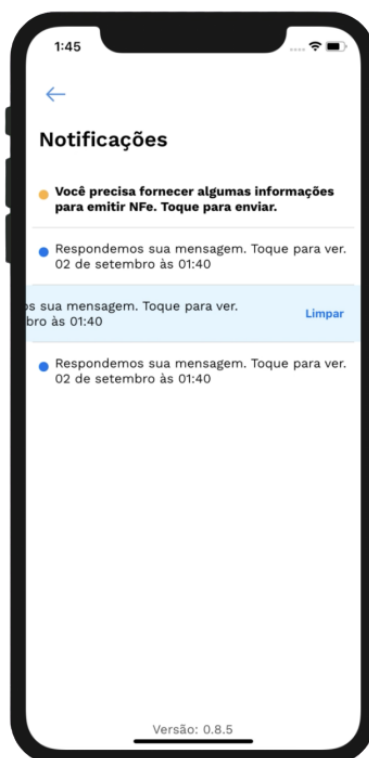 1:45
Notificações
Você precisa fornecer algumas informações
para emitir NFe. Toque para enviar.
Respondemos sua mensagem. Toque para ver.
02 de setembro às 01:40
s sua mensagem. Toque para ver.
bro às 01:40
Limpar
Respondemos sua mensagem. Toque para ver.
02 de setembro às 01:40
Versão: 0.8.5